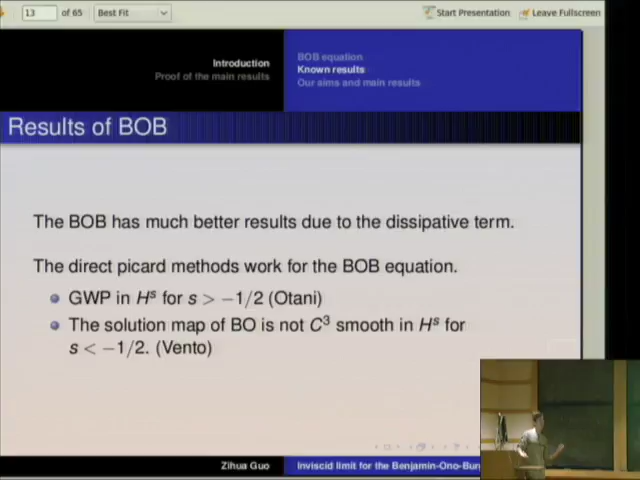 13 of 65 Best Fit Start Presentation Leave Fullscreen
Introduction
Proof of the main results
BOB equation
Known results
Our aims and main results
Results of BOB
The BOB has much better results due to the dissipative term.
The direct picard methods work for the BOB equation.
GWP in Hˢ for s > −1/2 (Otani)
The solution map of BO is not C³ smooth in Hˢ for
s < −1/2. (Vento)
Zihua Guo Inviscid limit for the Benjamin-Ono-Bur